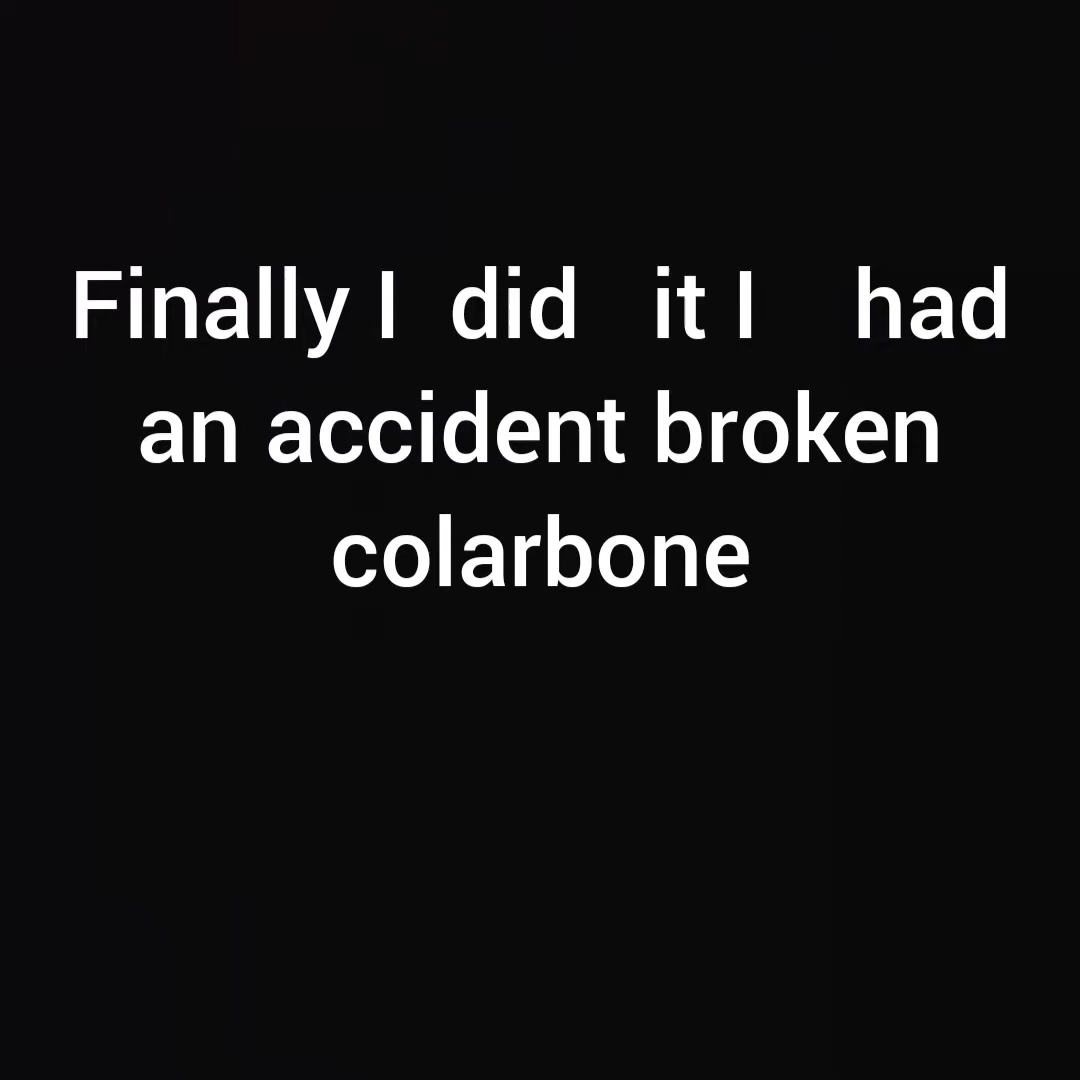 Finally I did it I had
an accident broken
colarbone